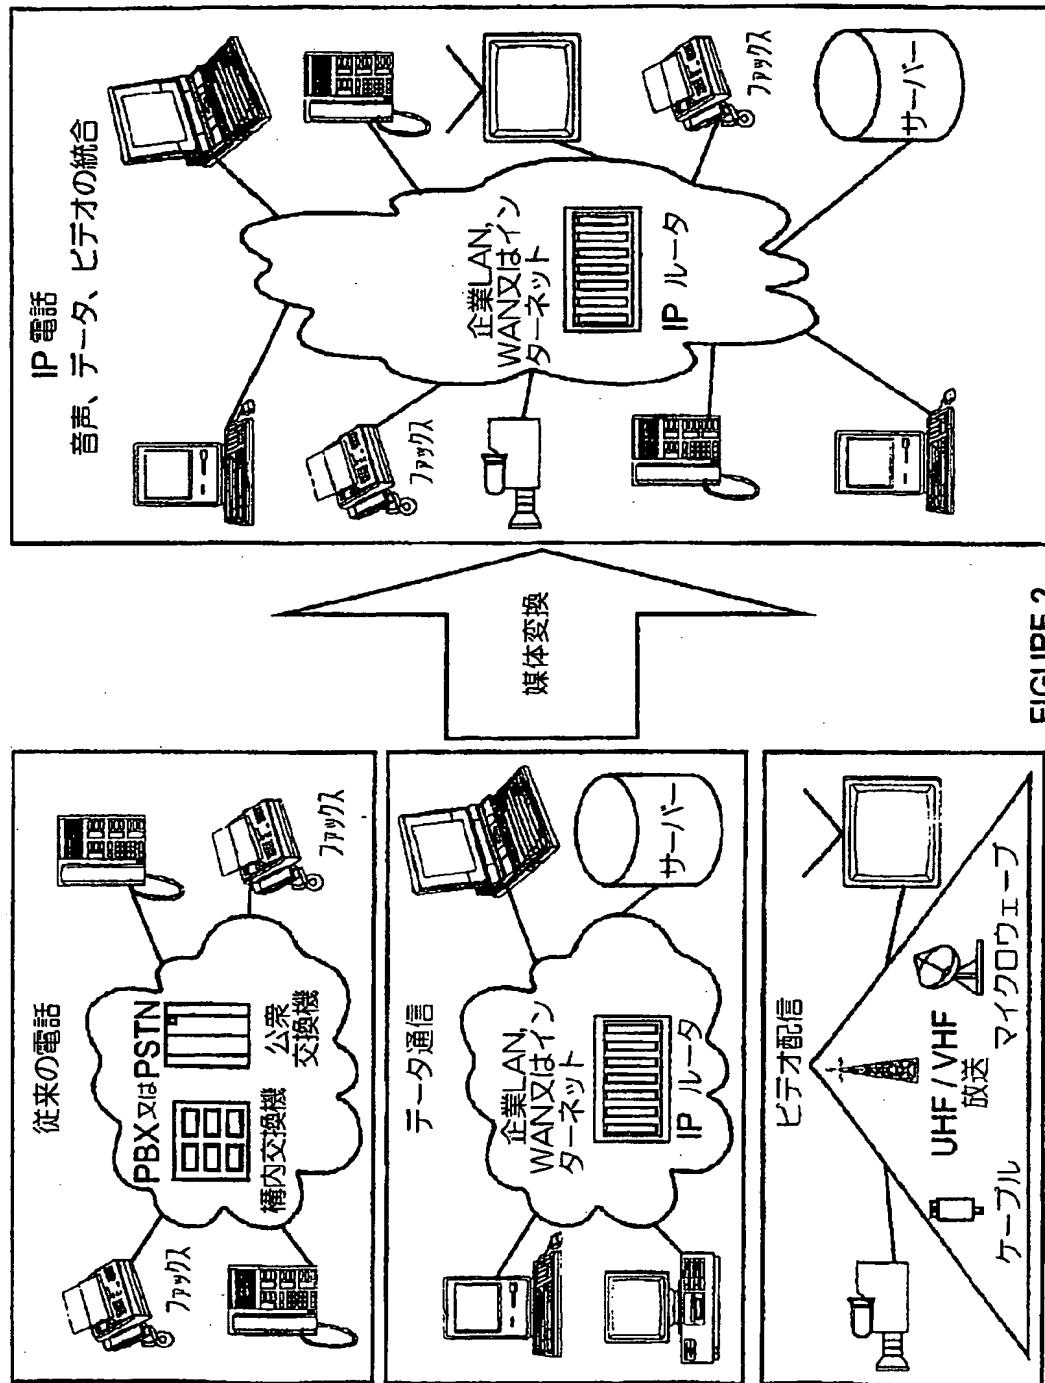 従来の電話
PBX又はPSTN
構内交換機
公衆
交換機
ファックス
ファックス
データ通信
企業LAN,
WAN又はイン
ターネット
IP ルータ
サーバー
ビデオ配信
ケーブル
UHF / VHF
放送
マイクロウェーブ
媒体変換
IP 電話
音声、データ、ビデオの統合
ファックス
企業LAN,
WAN又はイン
ターネット
IP ルータ
ファックス
サーバー
FIGURE 2